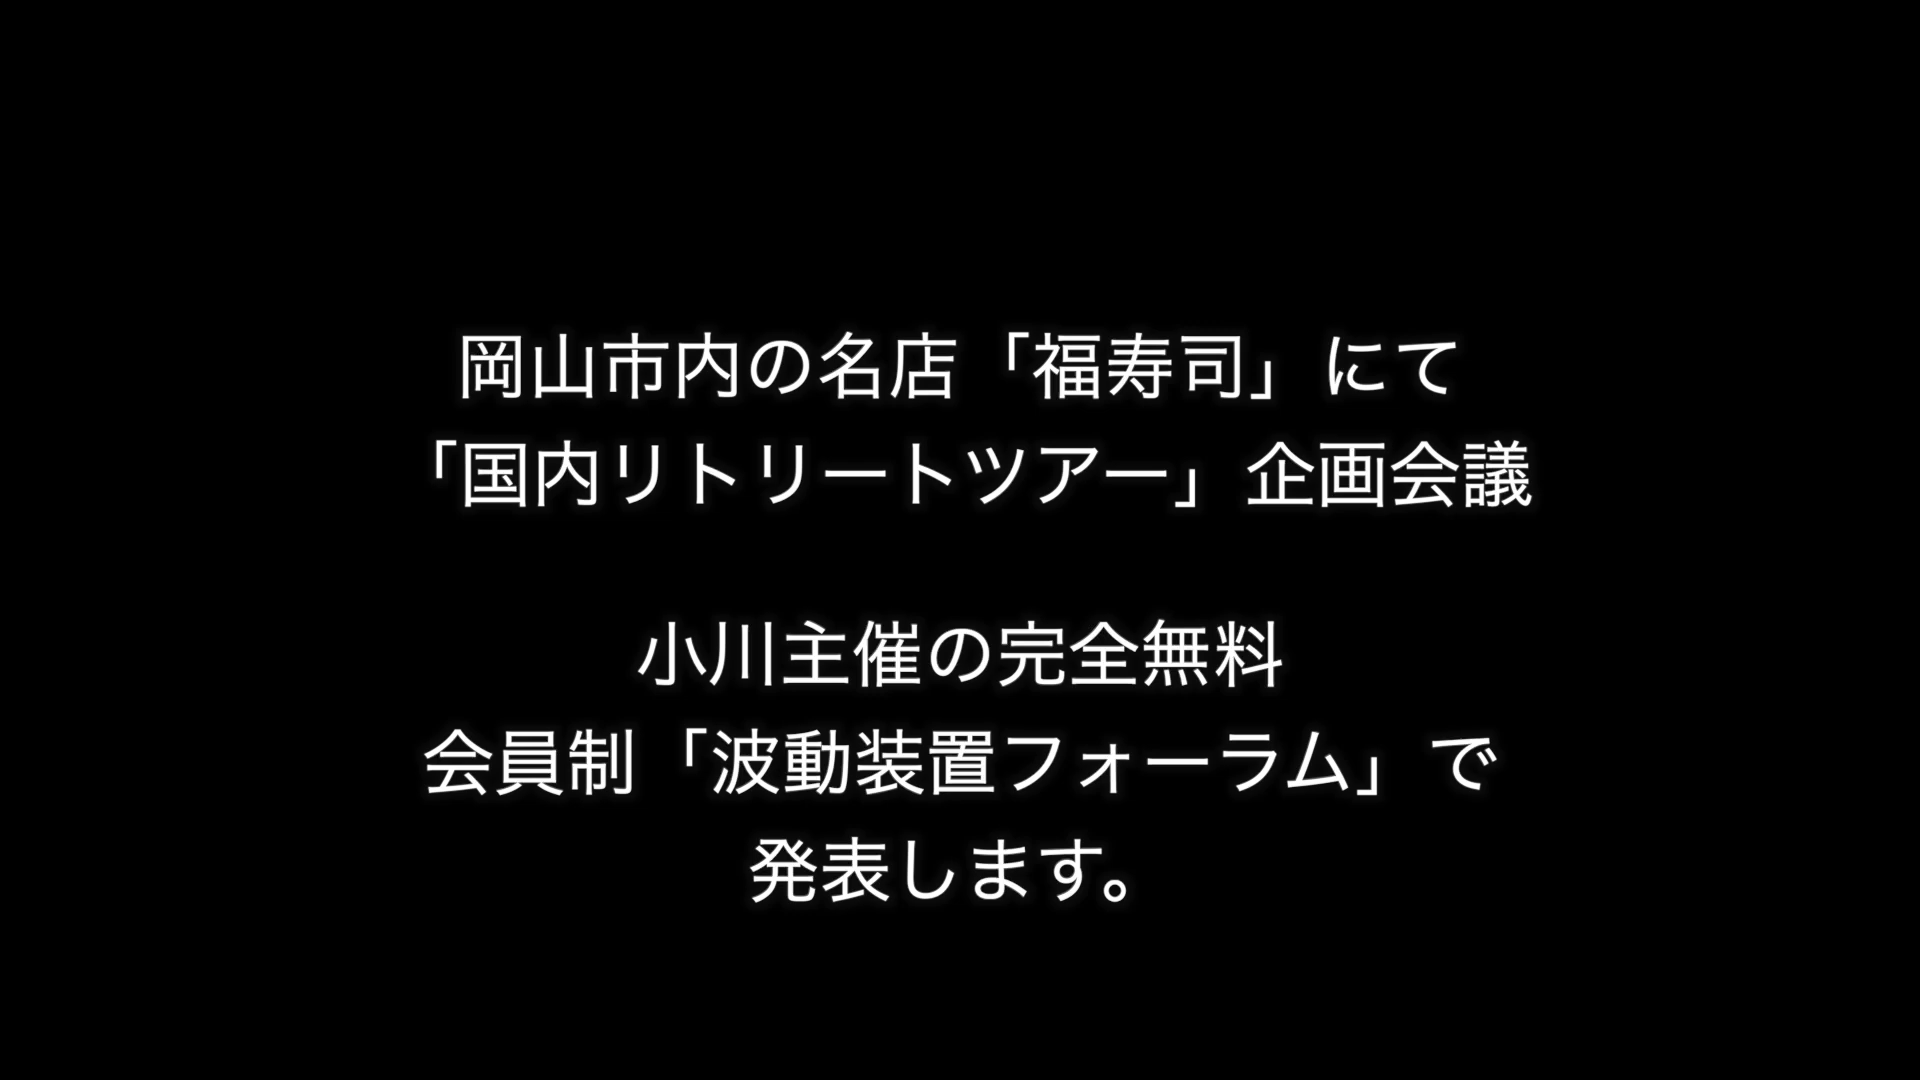 岡山市内の名店「福寿司」にて
「国内リトリートツアー」企画会議
小川主催の完全無料
会員制「波動装置フォーラム」で
発表します。